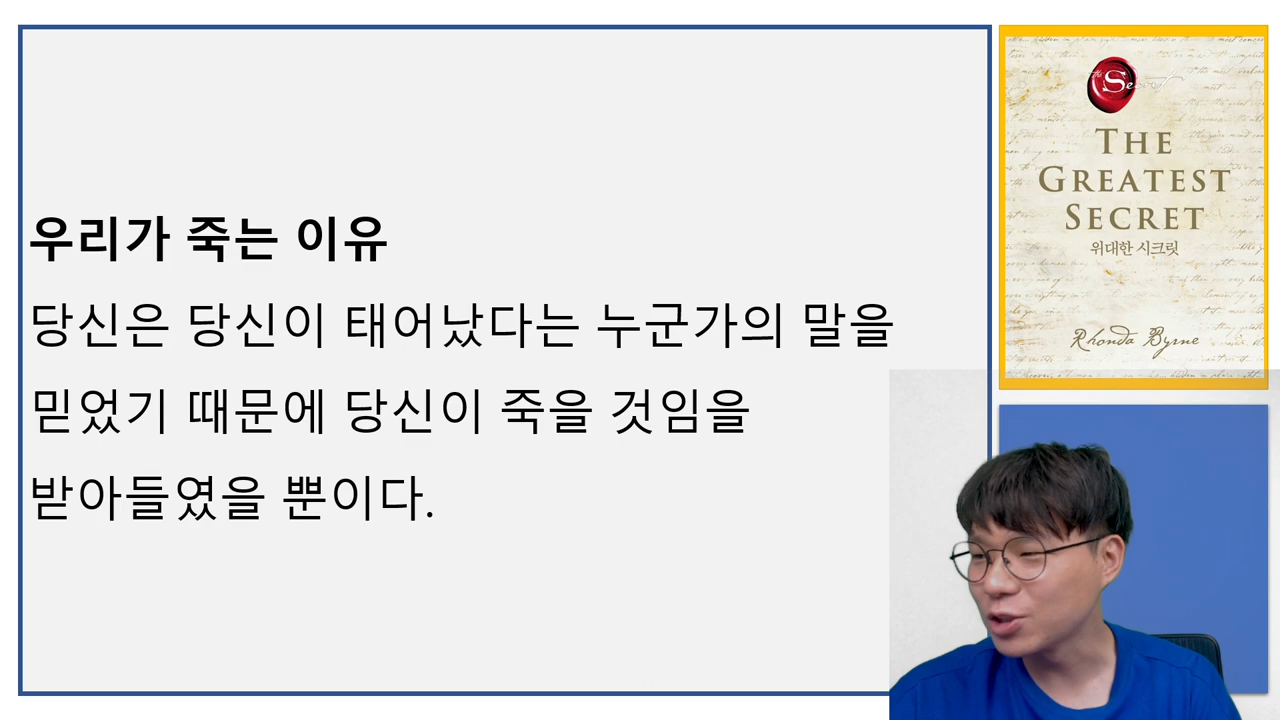 우리가 죽는 이유
당신은 당신이 태어났다는 누군가의 말을
믿었기 때문에 당신이 죽을 것임을
받아들였을 뿐이다.
The Secret
THE
GREATEST
SECRET
위대한 시크릿
Rhonda Byrne